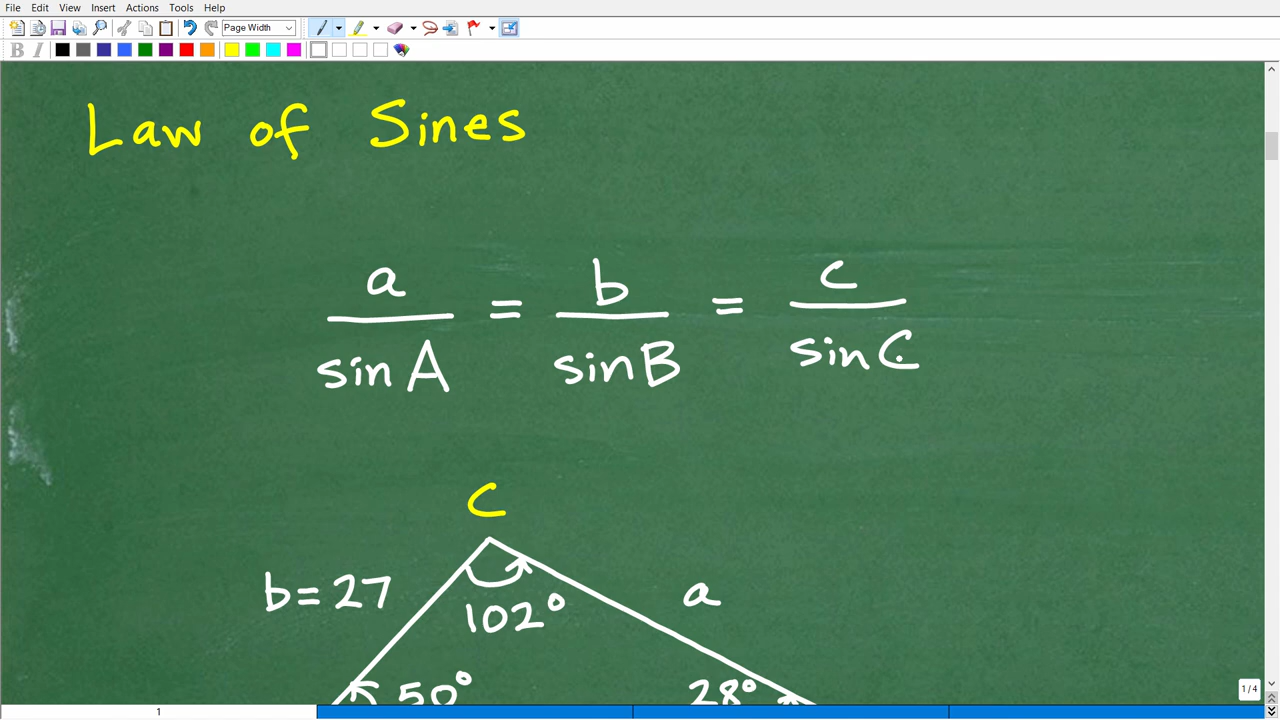 File Edit View Insert Actions Tools Help
Page Width
B I
Law of Sines
a/sinA = b/sinB = c/sinC
C
b=27
a
102°
50°
28°
1/4
1